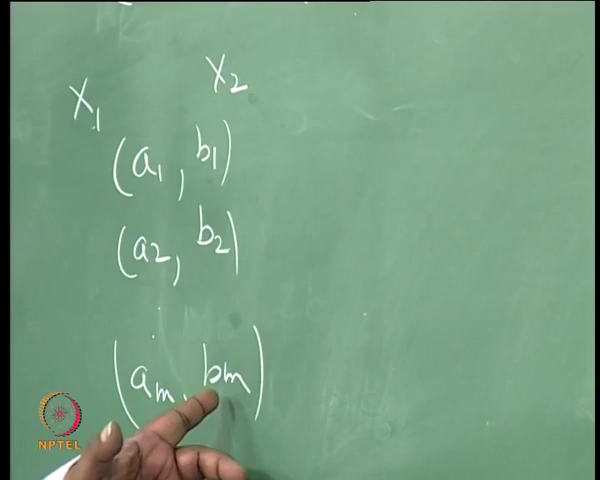 X1 X2
(a1, b1)
(a2, b2)
(am, bm)
NPTEL